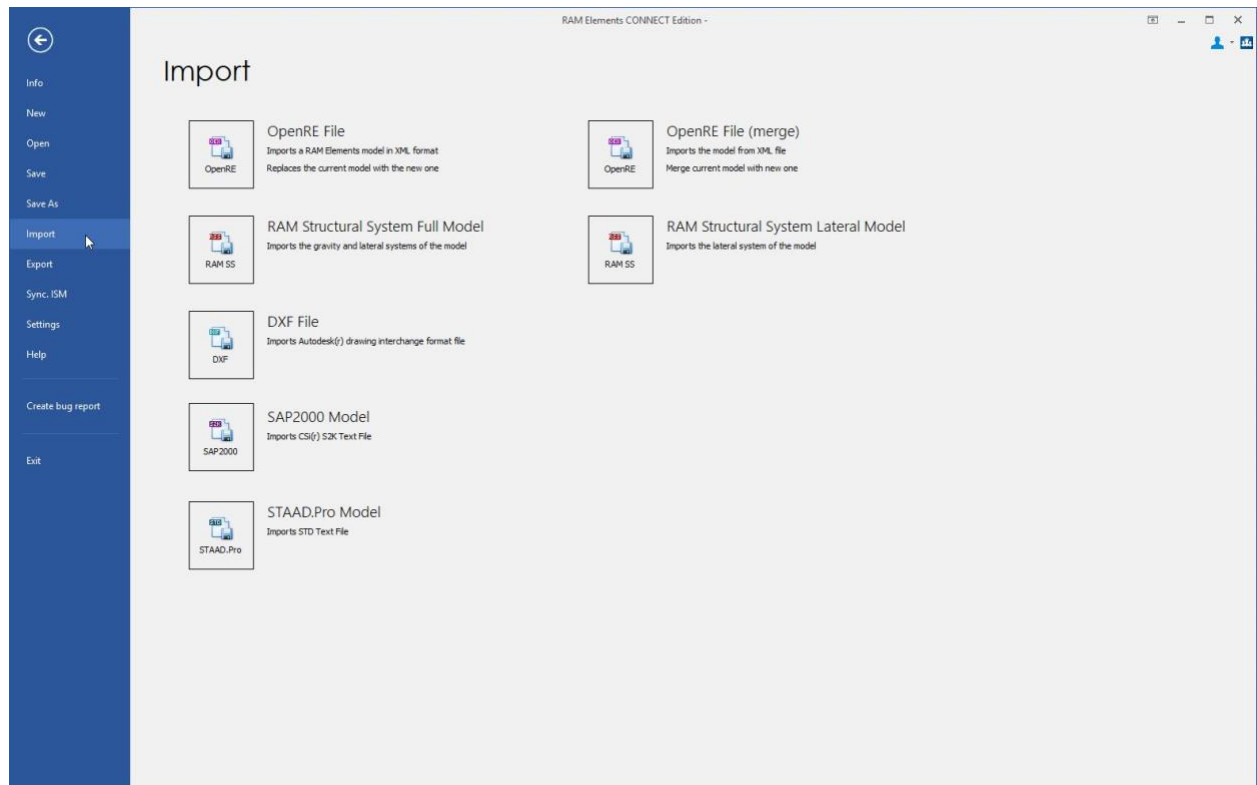 RAM Elements CONNECT Edition -
Info
New
Open
Save
Save As
Import
Export
Sync. ISM
Settings
Help
Create bug report
Exit
Import
OpenRE
OpenRE File
Imports a RAM Elements model in XML format
Replaces the current model with the new one
OpenRE
OpenRE File (merge)
Imports the model from XML file
Merge current model with new one
RAM SS
RAM Structural System Full Model
Imports the gravity and lateral systems of the model
RAM SS
RAM Structural System Lateral Model
Imports the lateral system of the model
DXF
DXF File
Imports Autodesk(r) drawing interchange format file
SAP2000
SAP2000 Model
Imports CSi(r) S2K Text File
STAAD.Pro
STAAD.Pro Model
Imports STD Text File